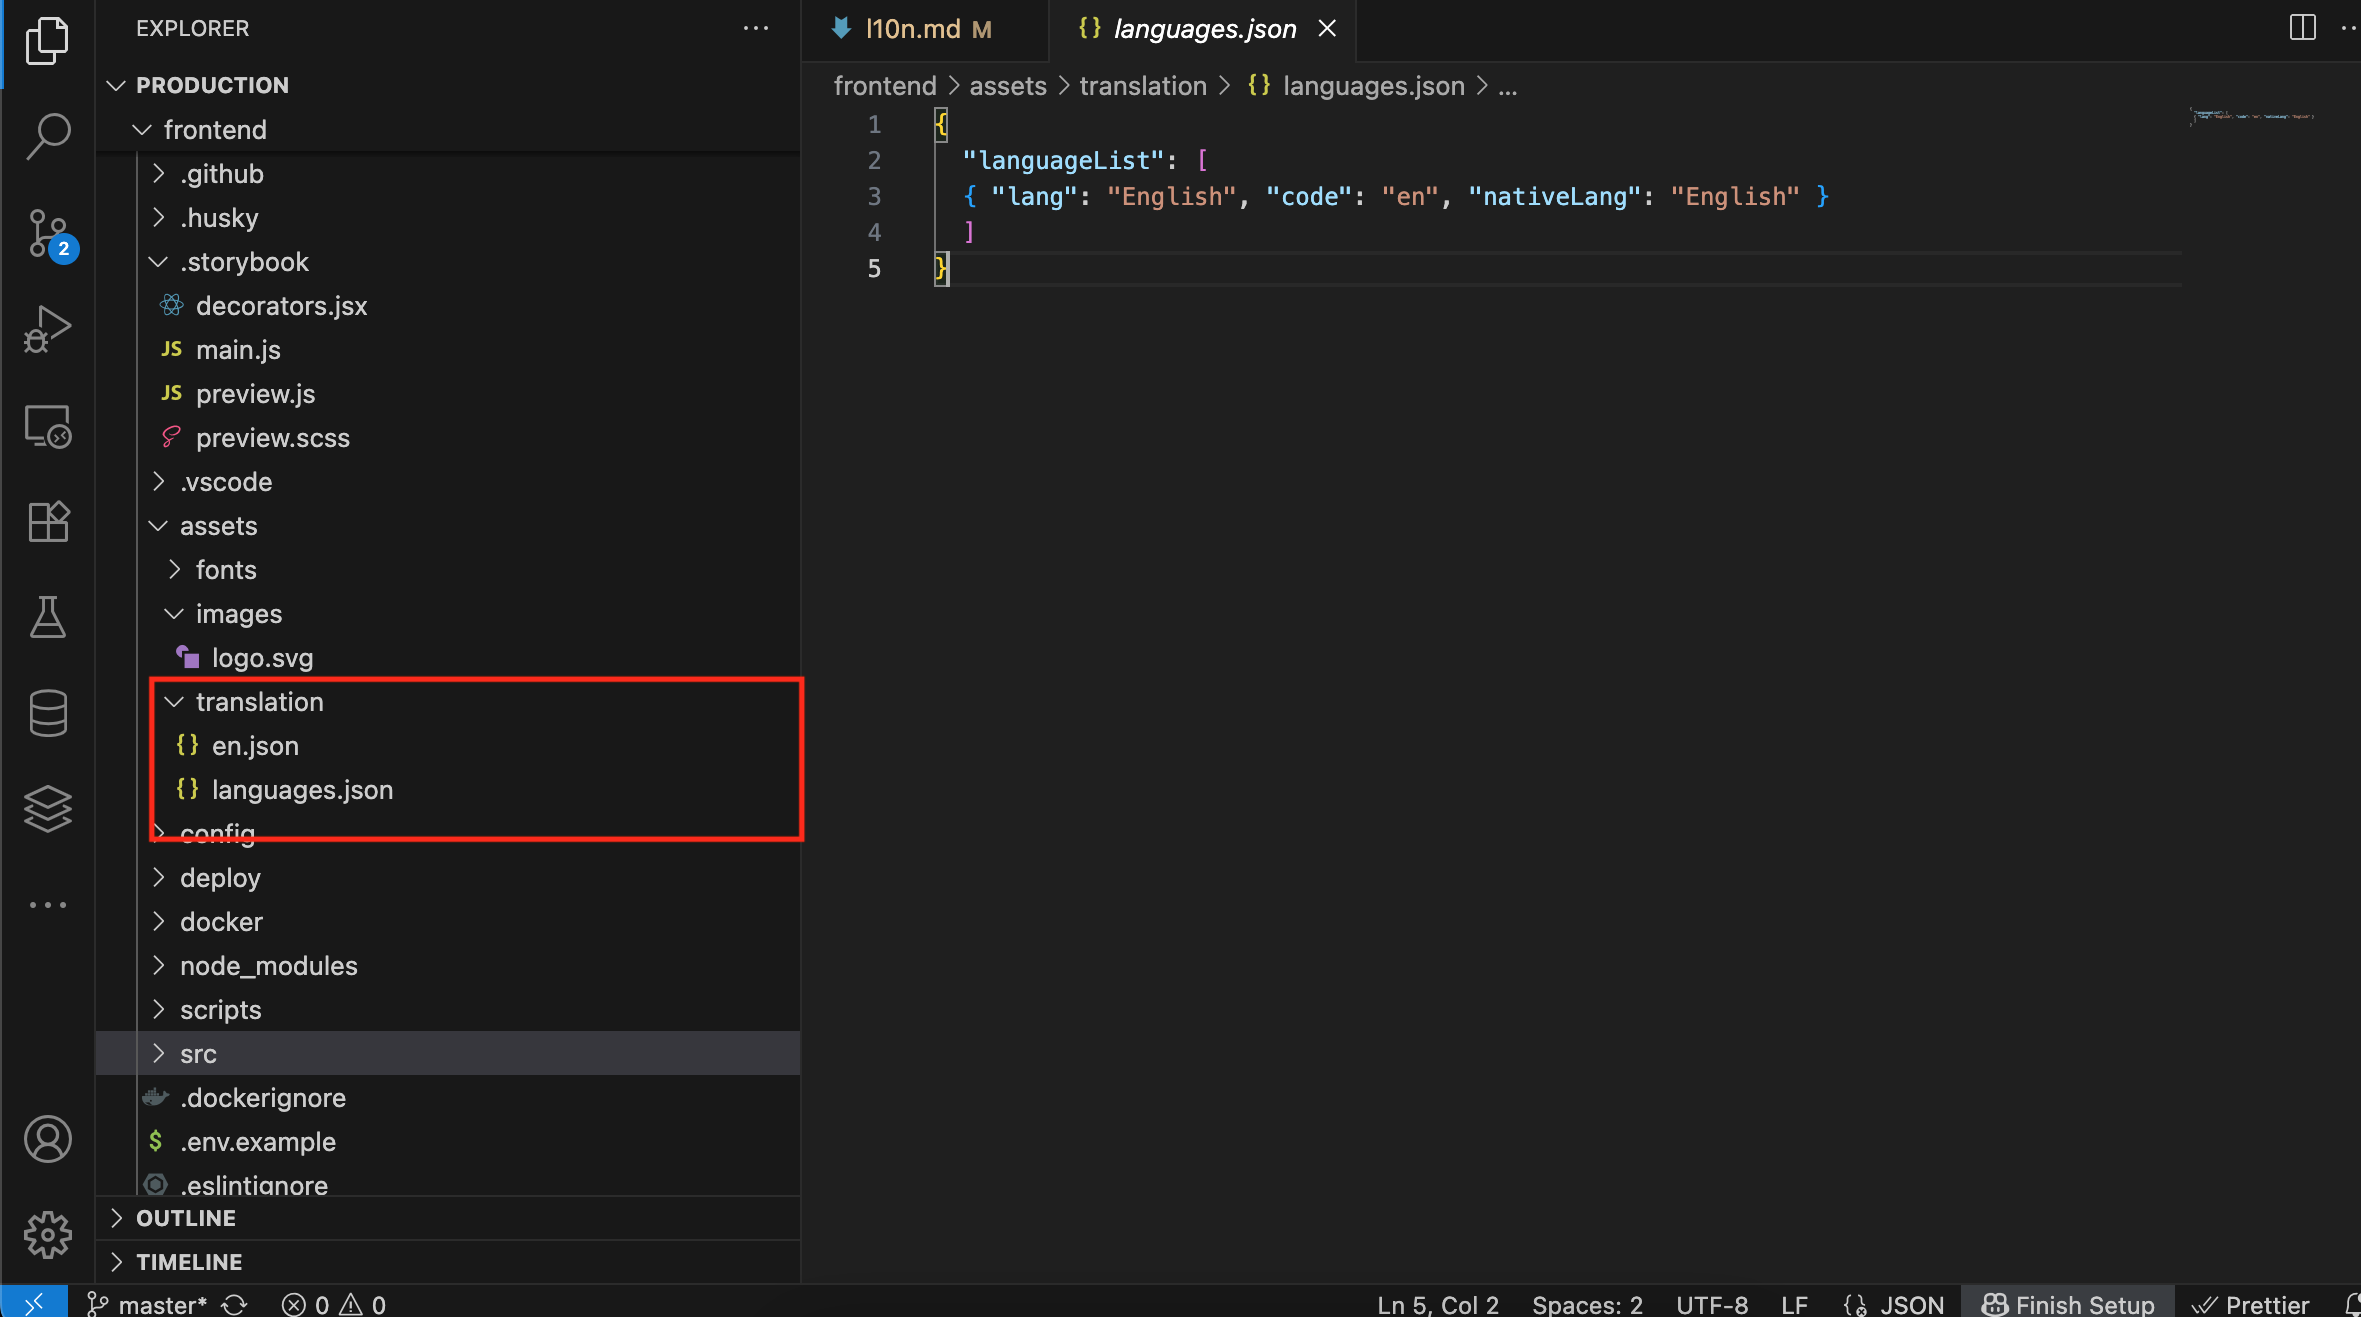 EXPLORER
PRODUCTION
frontend
.github
.husky
.storybook
decorators.jsx
JS main.js
JS preview.js
preview.scss
.vscode
assets
fonts
images
logo.svg
translation
{} en.json
{} languages.json
config
deploy
docker
node_modules
scripts
src
.dockerignore
$ .env.example
.eslintignore
OUTLINE
TIMELINE
2
l10n.md M
{} languages.json
frontend > assets > translation > {} languages.json > ...
1 {
2 "languageList": [
3 { "lang": "English", "code": "en", "nativeLang": "English" }
4 ]
5 }
master* 0 0
Ln 5, Col 2 Spaces: 2 UTF-8 LF JSON Finish Setup Prettier